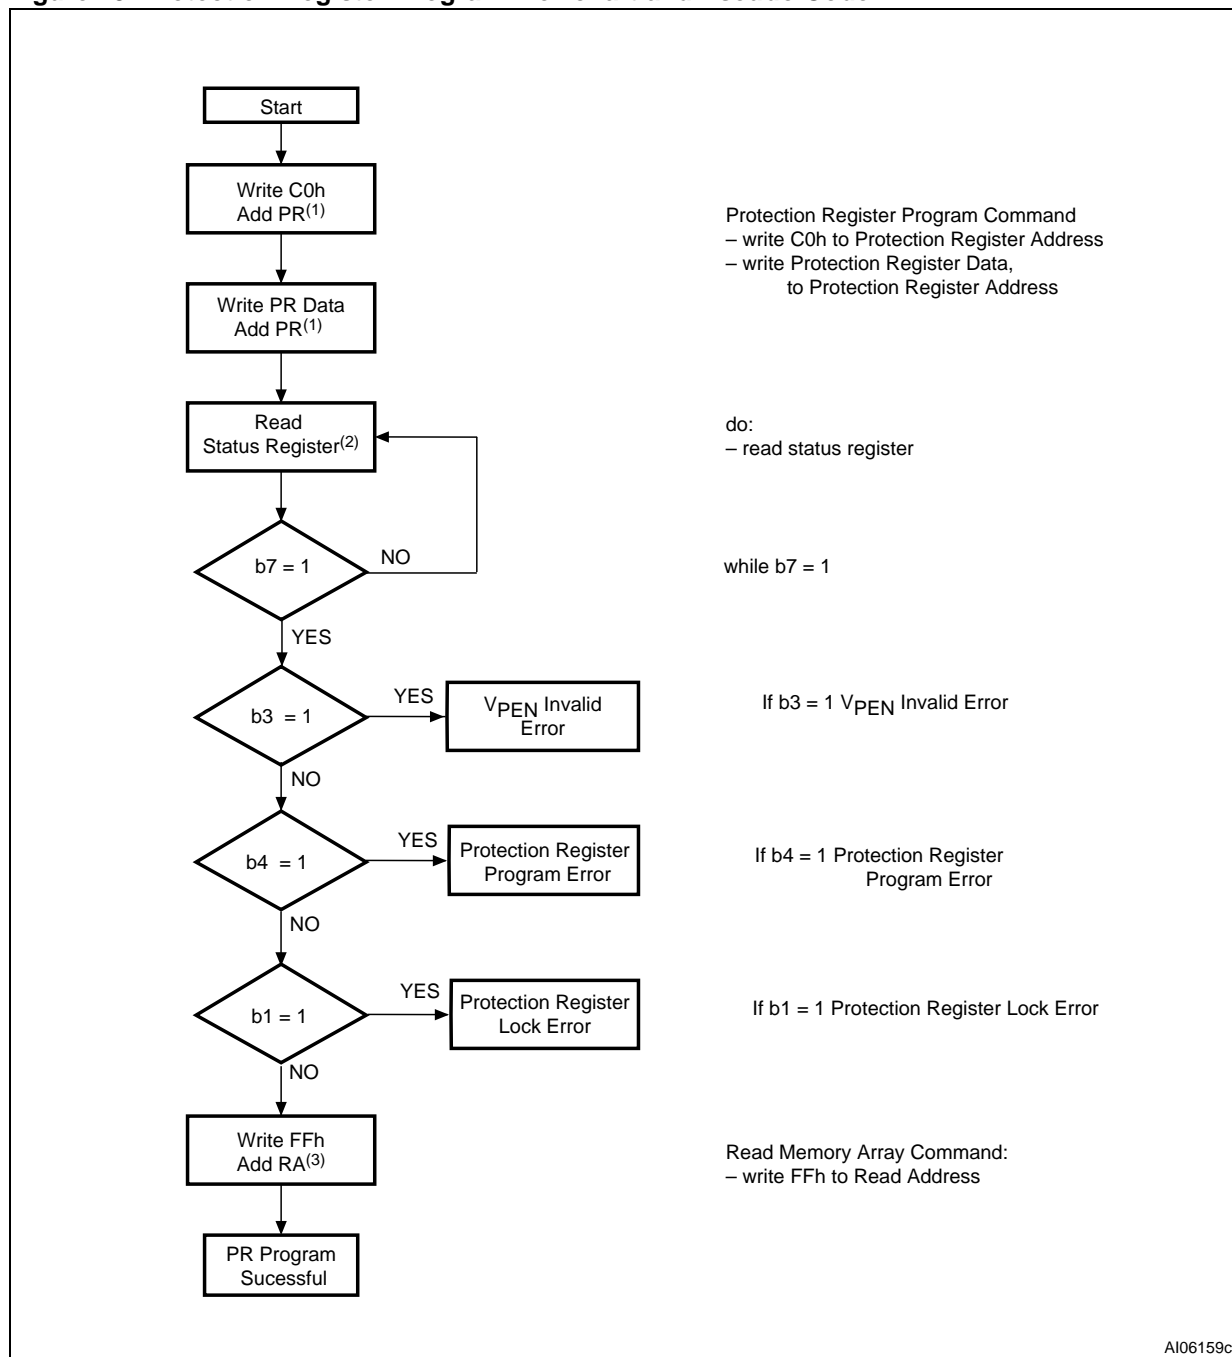 Start
Write C0h
Add PR(1)
Protection Register Program Command
– write C0h to Protection Register Address
– write Protection Register Data,
to Protection Register Address
Write PR Data
Add PR(1)
Read
Status Register(2)
do:
– read status register
b7 = 1
NO
while b7 = 1
YES
b3 = 1
YES
VPEN Invalid
Error
If b3 = 1 VPEN Invalid Error
NO
b4 = 1
YES
Protection Register
Program Error
If b4 = 1 Protection Register
Program Error
NO
b1 = 1
YES
Protection Register
Lock Error
If b1 = 1 Protection Register Lock Error
NO
Write FFh
Add RA(3)
Read Memory Array Command:
– write FFh to Read Address
PR Program
Sucessful
AI06159c